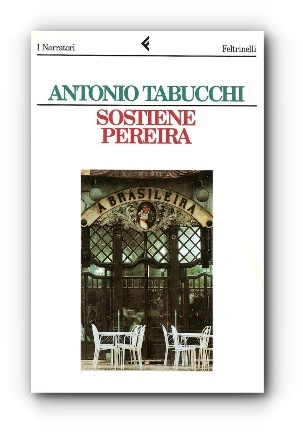 I Narratori Feltrinelli
ANTONIO TABUCCHI
SOSTIENE
PEREIRA
A BRASILEIRA